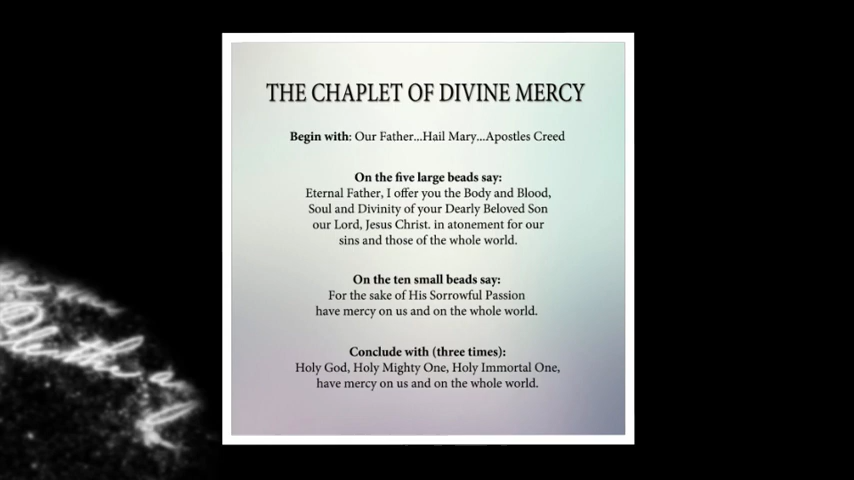 THE CHAPLET OF DIVINE MERCY
Begin with: Our Father...Hail Mary...Apostles Creed
On the five large beads say:
Eternal Father, I offer you the Body and Blood,
Soul and Divinity of your Dearly Beloved Son
our Lord, Jesus Christ. in atonement for our
sins and those of the whole world.
On the ten small beads say:
For the sake of His Sorrowful Passion
have mercy on us and on the whole world.
Conclude with (three times):
Holy God, Holy Mighty One, Holy Immortal One,
have mercy on us and on the whole world.